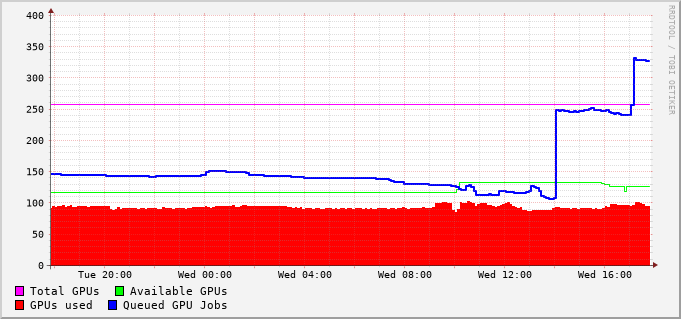 400
350
300
250
200
150
100
50
0
Tue 20:00 Wed 00:00 Wed 04:00 Wed 08:00 Wed 12:00 Wed 16:00
Total GPUs Available GPUs
GPUs used Queued GPU Jobs
RRDTOOL / TOBI OETIKER